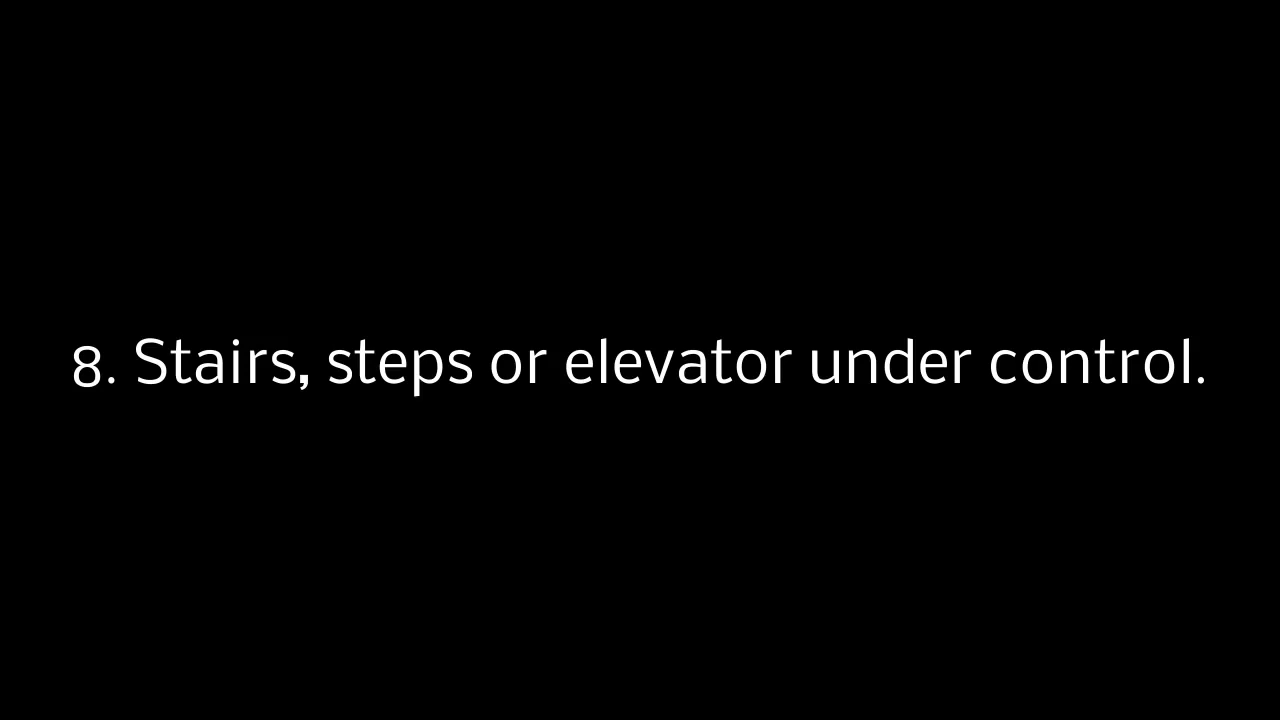 8. Stairs, steps or elevator under control.